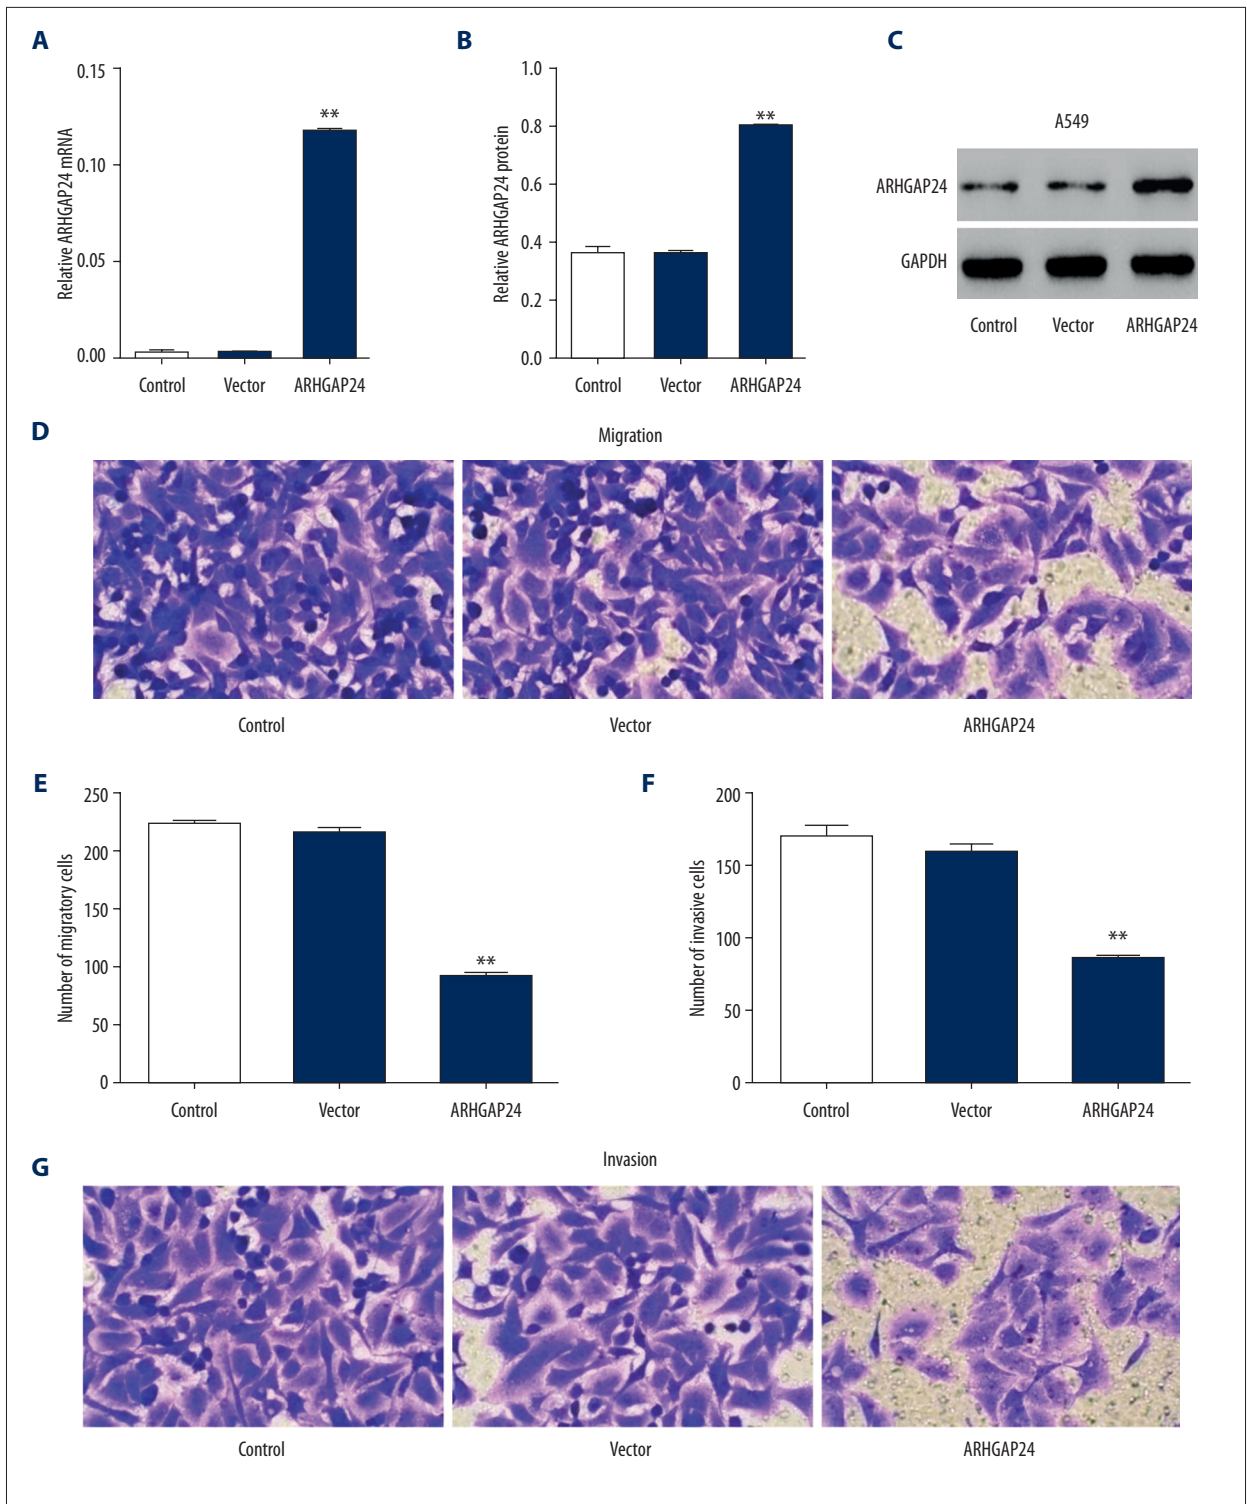 A
Relative ARHGAP24 mRNA
0.15
0.10
0.05
0.00
**
Control Vector ARHGAP24
B
Relative ARHGAP24 protein
1.0
0.8
0.6
0.4
0.2
0.0
**
Control Vector ARHGAP24
C
A549
ARHGAP24
GAPDH
Control Vector ARHGAP24
D
Migration
Control Vector ARHGAP24
E
Number of migratory cells
250
200
150
100
50
0
**
Control Vector ARHGAP24
F
Number of invasive cells
200
150
100
50
0
**
Control Vector ARHGAP24
G
Invasion
Control Vector ARHGAP24